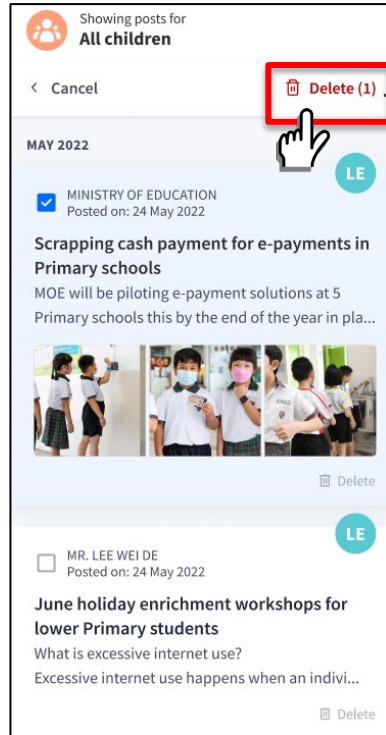 Showing posts for
All children
Cancel
Delete (1)
MAY 2022
LE
MINISTRY OF EDUCATION
Posted on: 24 May 2022
Scrapping cash payment for e-payments in
Primary schools
MOE will be piloting e-payment solutions at 5
Primary schools this by the end of the year in pla...
Delete
LE
MR. LEE WEI DE
Posted on: 24 May 2022
June holiday enrichment workshops for
lower Primary students
What is excessive internet use?
Excessive internet use happens when an indivi...
Delete